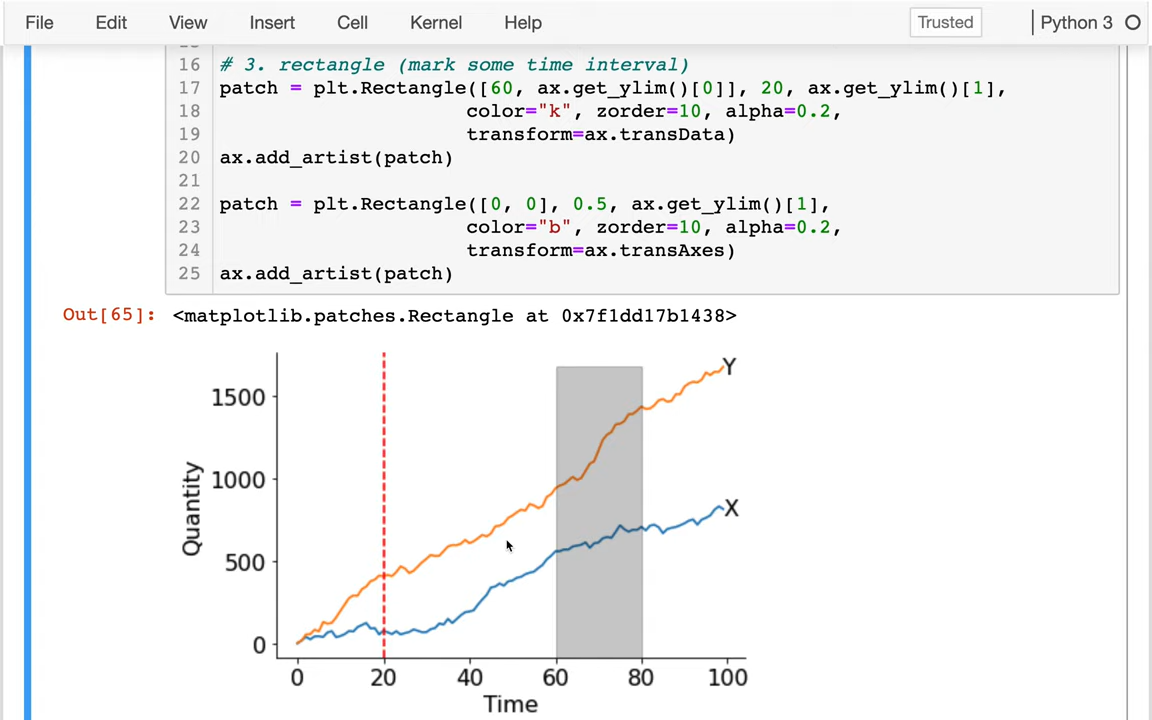 File Edit View Insert Cell Kernel Help Trusted Python 3
16 # 3. rectangle (mark some time interval)
17 patch = plt.Rectangle([60, ax.get_ylim()[0]], 20, ax.get_ylim()[1],
18 color="k", zorder=10, alpha=0.2,
19 transform=ax.transData)
20 ax.add_artist(patch)
21
22 patch = plt.Rectangle([0, 0], 0.5, ax.get_ylim()[1],
23 color="b", zorder=10, alpha=0.2,
24 transform=ax.transAxes)
25 ax.add_artist(patch)
Out[65]: <matplotlib.patches.Rectangle at 0x7f1dd17b1438>
Y
1500
1000
X
500
0
Quantity
0 20 40 60 80 100
Time